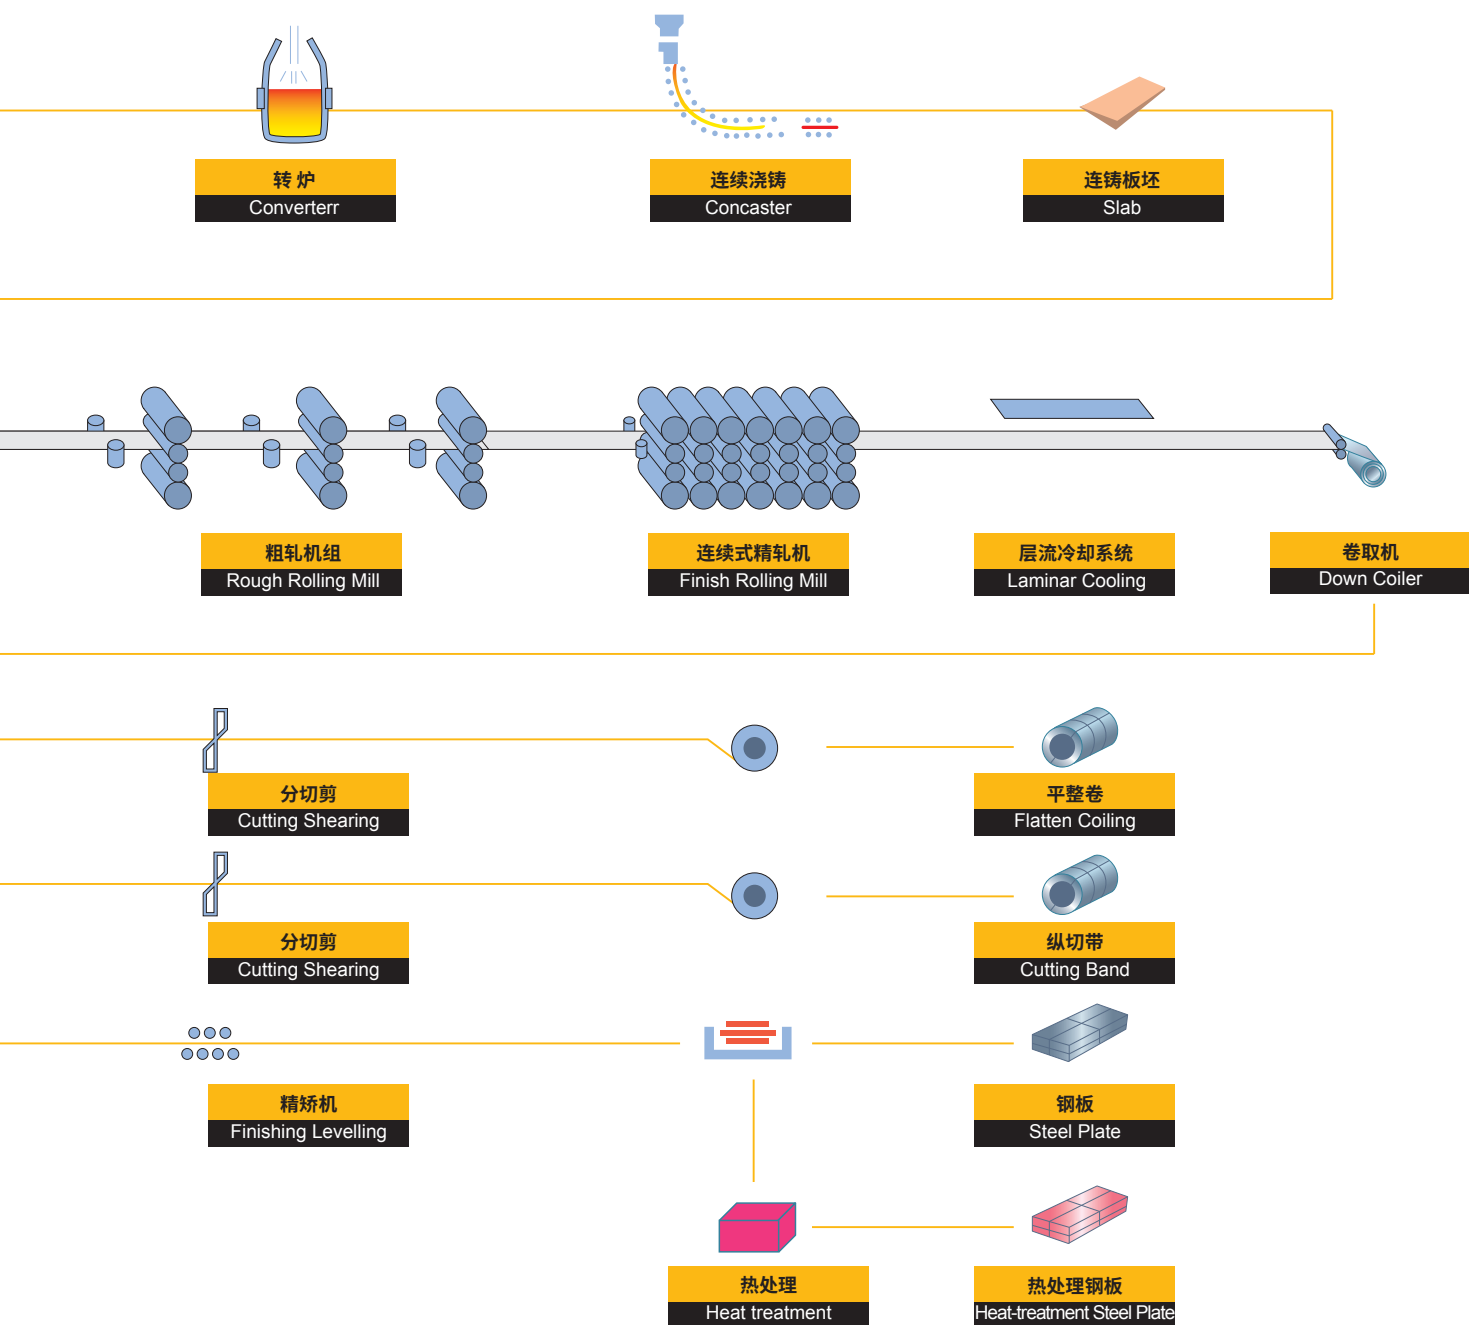 转 炉
Converterr
连续浇铸
Concaster
连铸板坯
Slab
粗轧机组
Rough Rolling Mill
连续式精轧机
Finish Rolling Mill
层流冷却系统
Laminar Cooling
卷取机
Down Coiler
分切剪
Cutting Shearing
平整卷
Flatten Coiling
分切剪
Cutting Shearing
纵切带
Cutting Band
精矫机
Finishing Levelling
钢板
Steel Plate
热处理
Heat treatment
热处理钢板
Heat-treatment Steel Plate